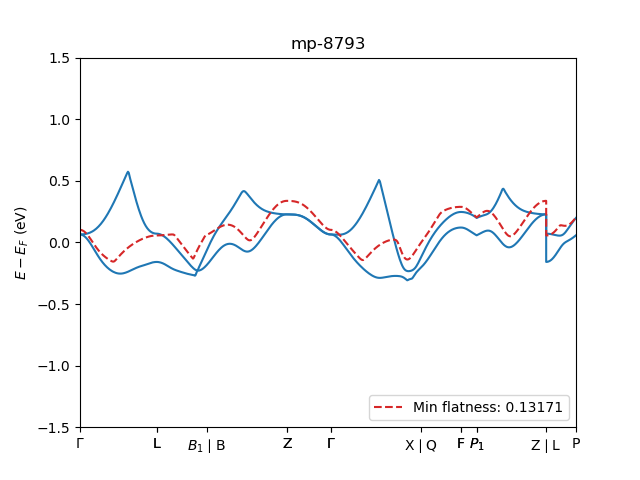 mp-8793
E − E_F (eV)
1.5
1.0
0.5
0.0
−0.5
−1.0
−1.5
Min flatness: 0.13171
Γ L B₁ | B Z Γ X | Q F P₁ Z | L P